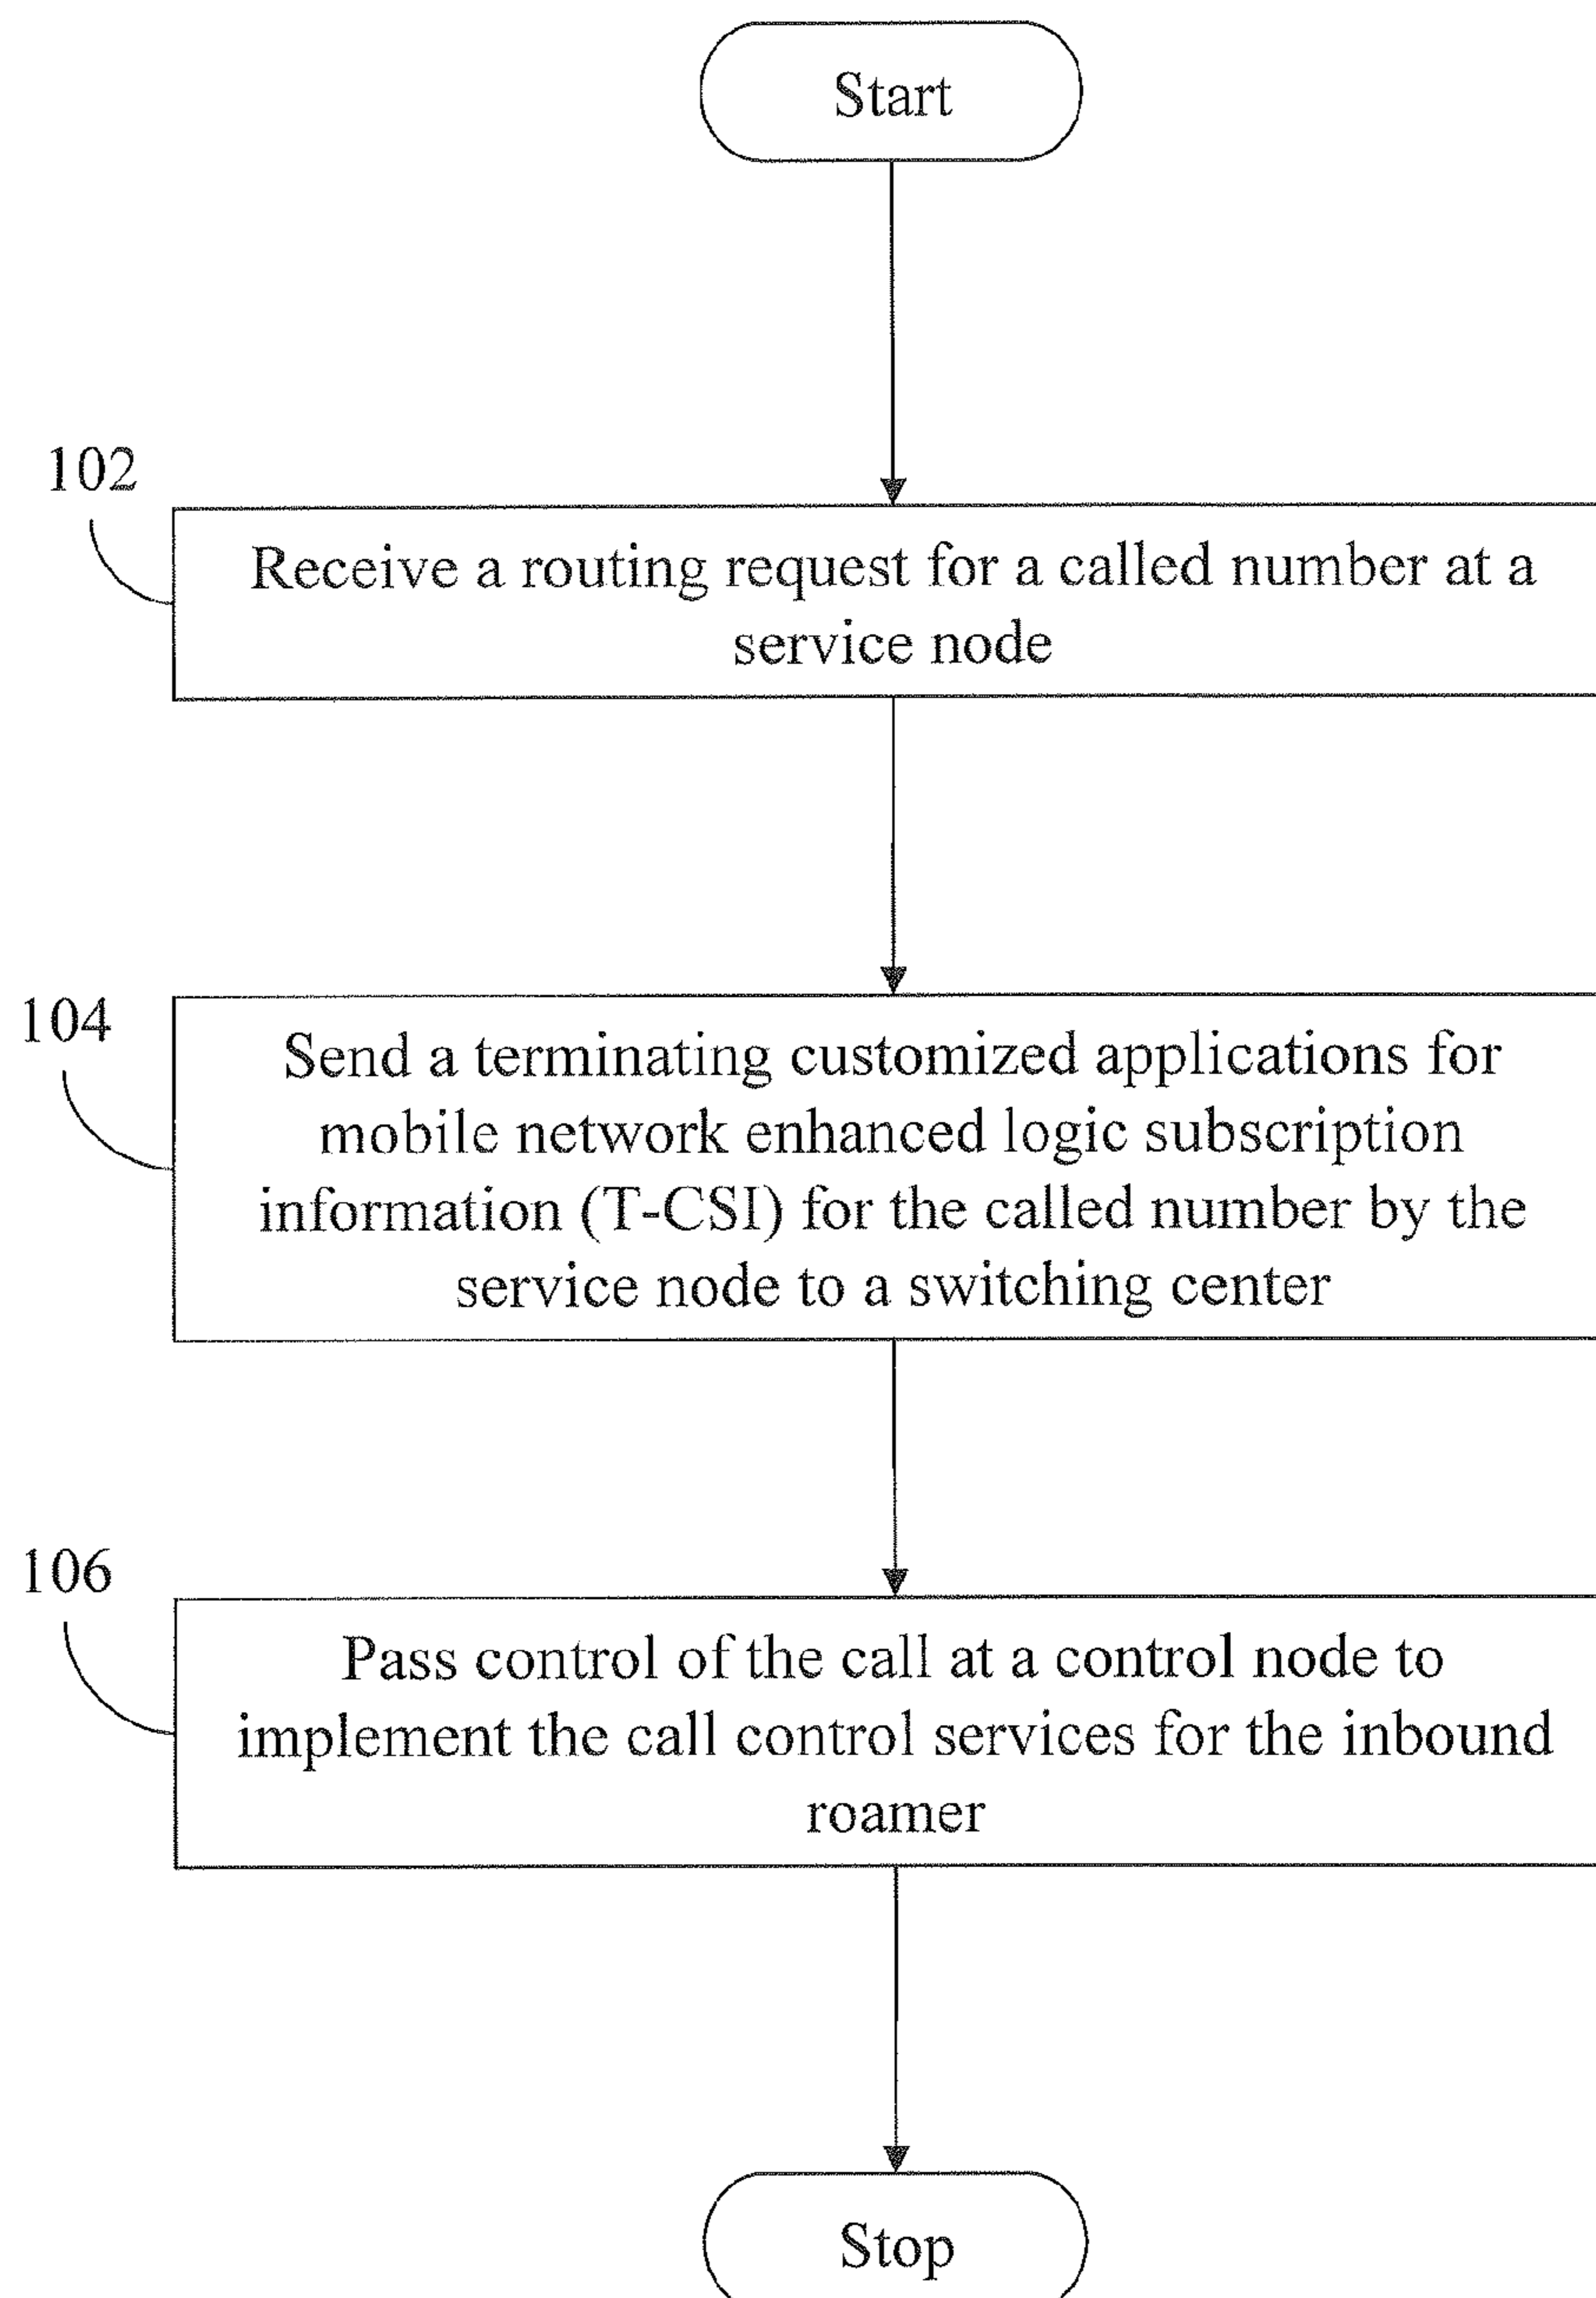 Start
102
Receive a routing request for a called number at a
service node
104
Send a terminating customized applications for
mobile network enhanced logic subscription
information (T-CSI) for the called number by the
service node to a switching center
106
Pass control of the call at a control node to
implement the call control services for the inbound
roamer
Stop